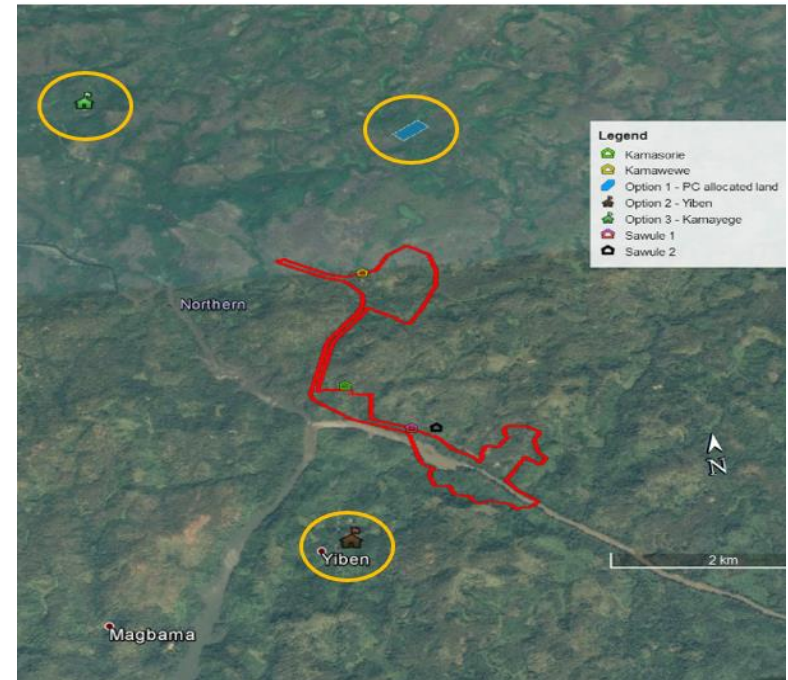 Legend
Kamasorie
Kamawewe
Option 1 - PC allocated land
Option 2 - Yiben
Option 3 - Kamayege
Sawule 1
Sawule 2
Northern
N
2 km
Yiben
Magbama